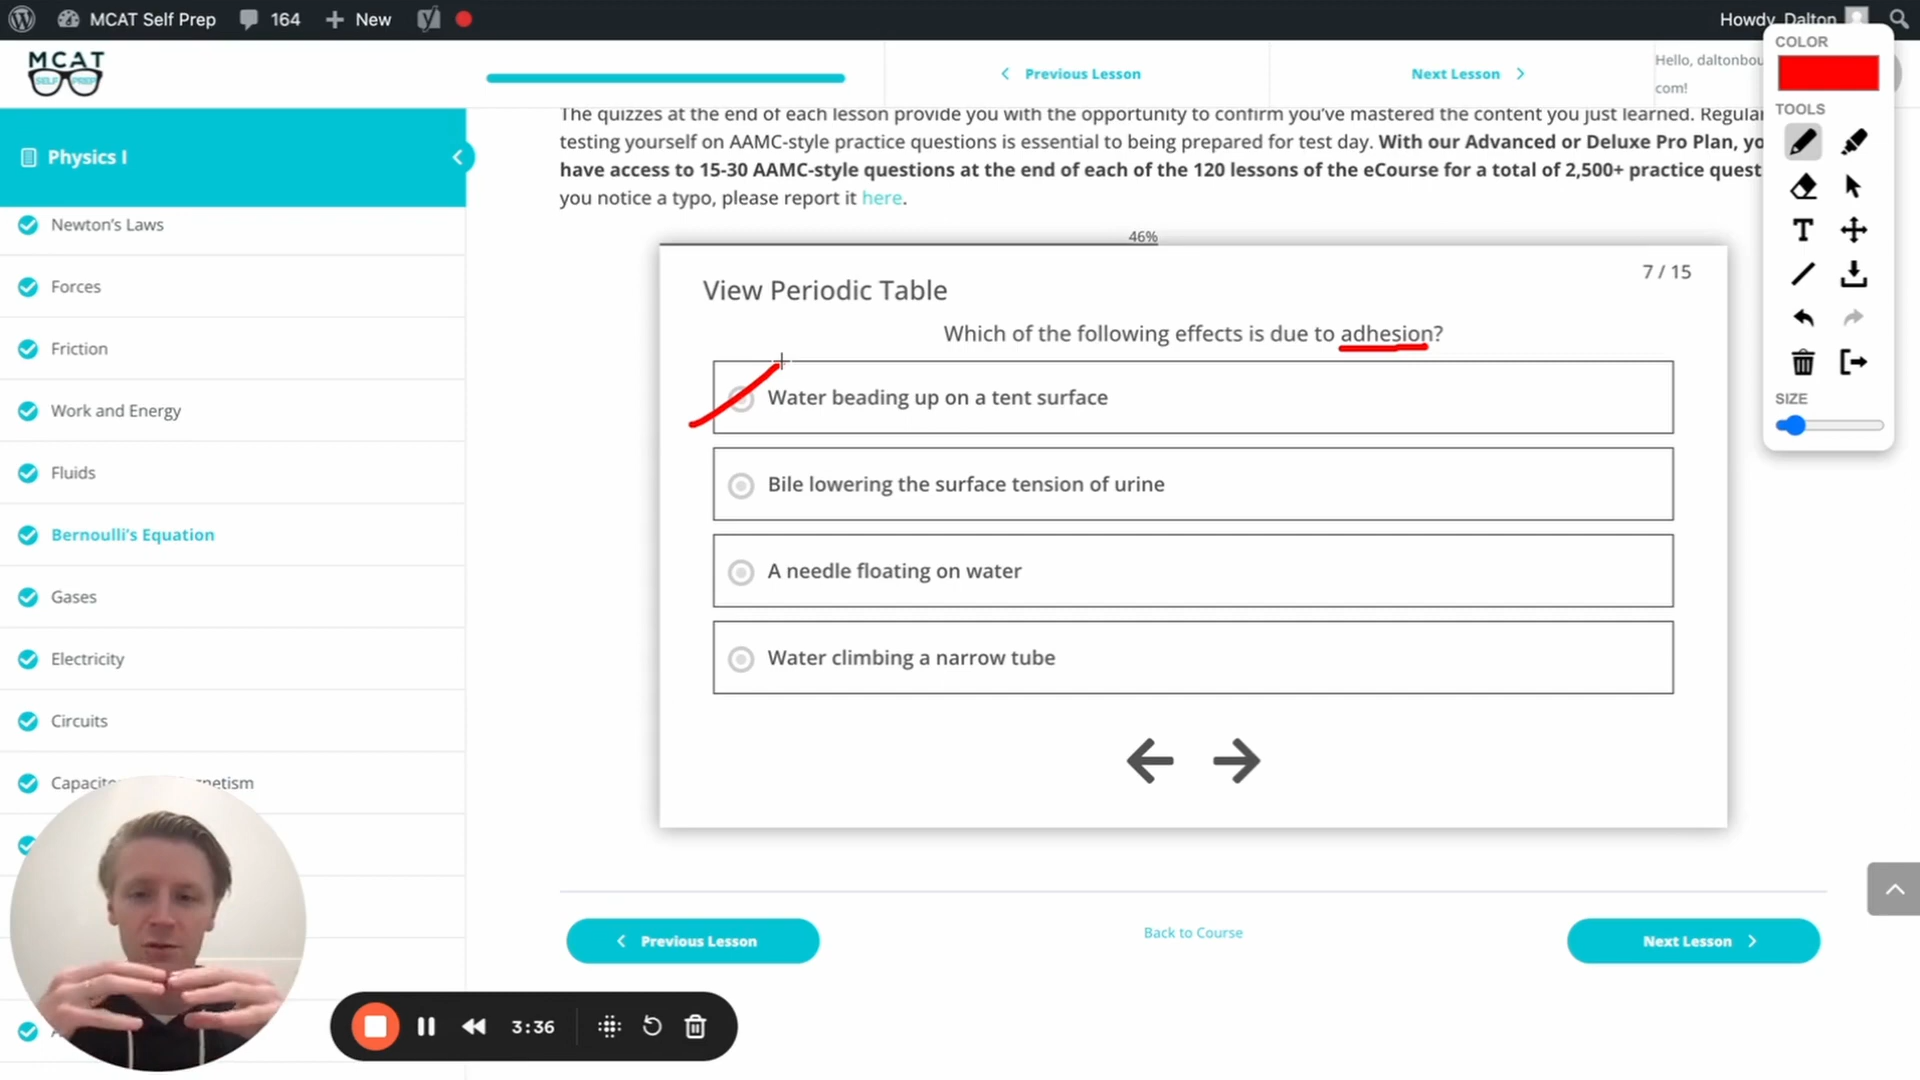 MCAT Self Prep
164
New
Howdy, Dalton
MCAT
SELF PREP
Previous Lesson
Next Lesson
Hello, daltonbou
com!
Physics I
Newton's Laws
Forces
Friction
Work and Energy
Fluids
Bernoulli's Equation
Gases
Electricity
Circuits
Capacito netism
The quizzes at the end of each lesson provide you with the opportunity to confirm you've mastered the content you just learned. Regular
testing yourself on AAMC-style practice questions is essential to being prepared for test day. With our Advanced or Deluxe Pro Plan, yo
have access to 15-30 AAMC-style questions at the end of each of the 120 lessons of the eCourse for a total of 2,500+ practice quest
you notice a typo, please report it here.
46%
7 / 15
View Periodic Table
Which of the following effects is due to adhesion?
Water beading up on a tent surface
Bile lowering the surface tension of urine
A needle floating on water
Water climbing a narrow tube
Previous Lesson
Back to Course
Next Lesson
3:36
COLOR
TOOLS
T
SIZE